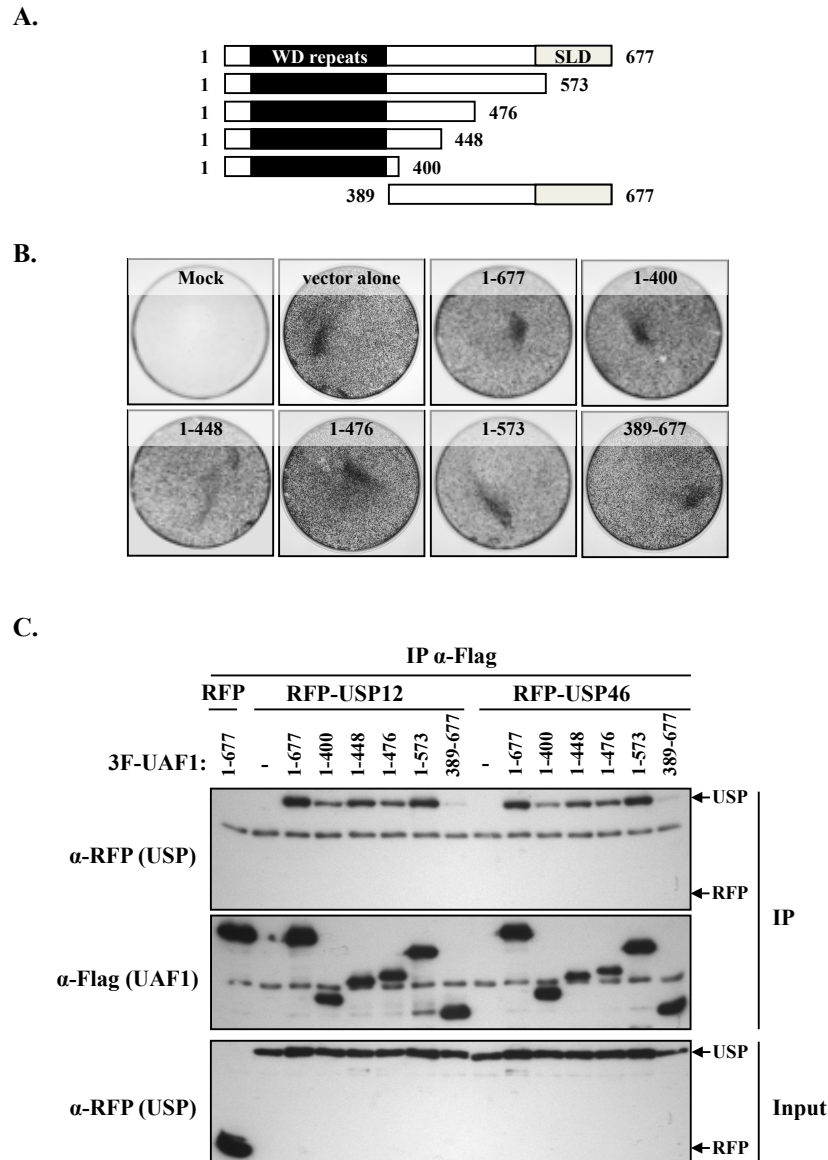 A.
1 WD repeats SLD 677
1 573
1 476
1 448
1 400
389 677
B.
Mock vector alone 1-677 1-400
1-448 1-476 1-573 389-677
C.
IP α-Flag
RFP RFP-USP12 RFP-USP46
3F-UAF1: 1-677 - 1-677 1-400 1-448 1-476 1-573 389-677 - 1-677 1-400 1-448 1-476 1-573 389-677
USP
α-RFP (USP)
RFP
IP
α-Flag (UAF1)
USP
α-RFP (USP)
Input
RFP